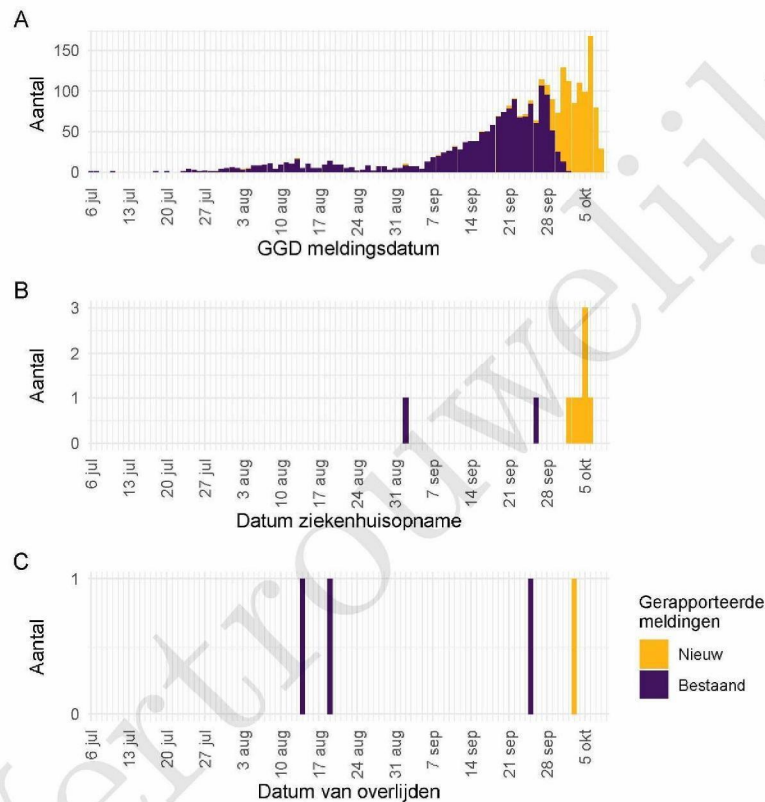 A
Aantal
150
100
50
0
6 jul
13 jul
20 jul
27 jul
3 aug
10 aug
17 aug
24 aug
31 aug
7 sep
14 sep
21 sep
28 sep
5 okt
GGD meldingsdatum
B
Aantal
3
2
1
0
6 jul
13 jul
20 jul
27 jul
3 aug
10 aug
17 aug
24 aug
31 aug
7 sep
14 sep
21 sep
28 sep
5 okt
Datum ziekenhuisopname
C
Aantal
1
0
6 jul
13 jul
20 jul
27 jul
3 aug
10 aug
17 aug
24 aug
31 aug
7 sep
14 sep
21 sep
28 sep
5 okt
Datum van overlijden
Gerapporteerde
meldingen
Nieuw
Bestaand